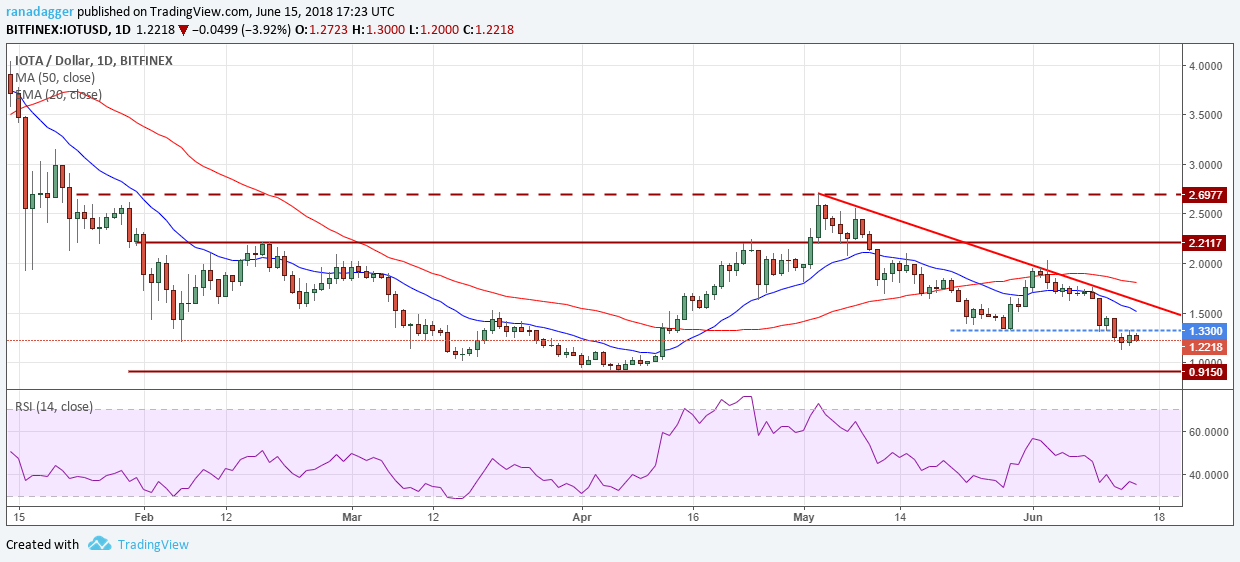 ranadagger published on TradingView.com, June 15, 2018 17:23 UTC
BITFINEX:IOTUSD, 1D 1.2218 ▼ −0.0499 (−3.92%) O:1.2723 H:1.3000 L:1.2000 C:1.2218
IOTA / Dollar, 1D, BITFINEX
MA (50, close)
EMA (20, close)
4.0000
3.5000
3.0000
2.6977
2.5000
2.2117
2.0000
1.5000
1.3300
1.2218
1.0000
0.9150
RSI (14, close)
60.0000
40.0000
15 Feb 12 Mar 12 Apr 16 May 14 Jun 18
Created with TradingView